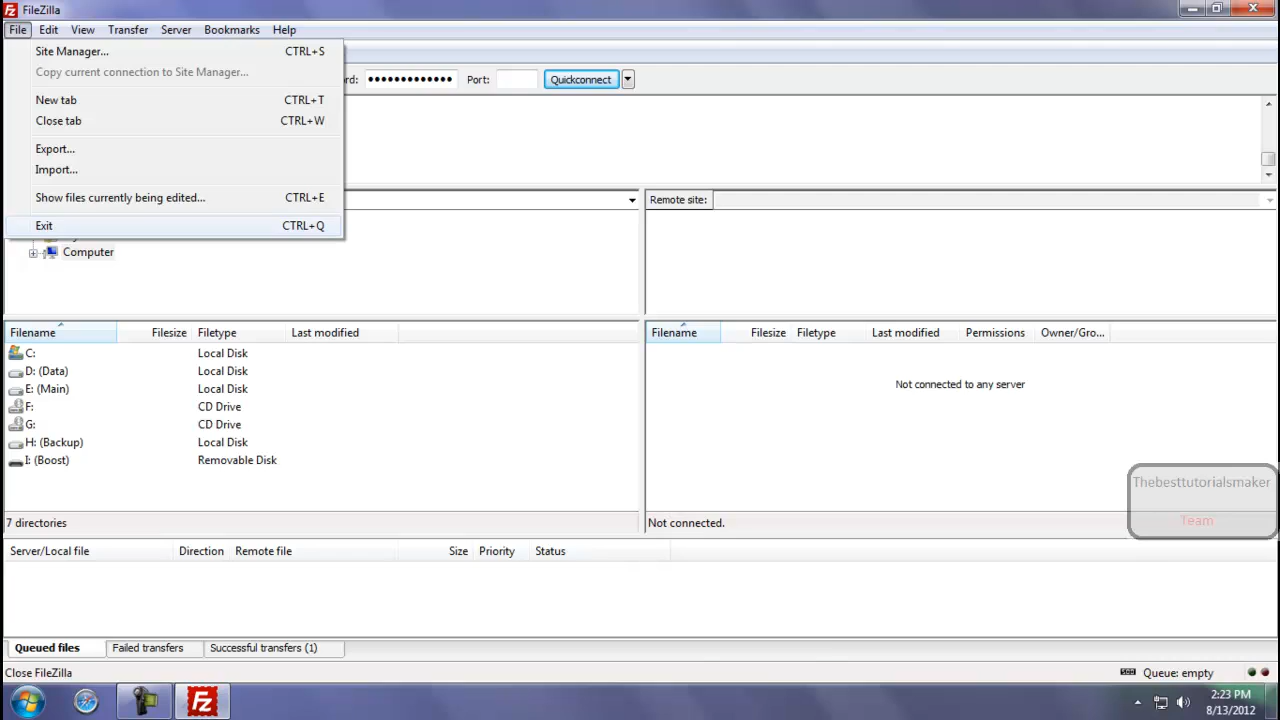 FileZilla
File Edit View Transfer Server Bookmarks Help
Site Manager... CTRL+S
Copy current connection to Site Manager...
rd: ●●●●●●●●●●●●● Port: Quickconnect
New tab CTRL+T
Close tab CTRL+W
Export...
Import...
Show files currently being edited... CTRL+E
Remote site:
Exit CTRL+Q
Computer
Filename Filesize Filetype Last modified
C: Local Disk
D: (Data) Local Disk
E: (Main) Local Disk
F: CD Drive
G: CD Drive
H: (Backup) Local Disk
I: (Boost) Removable Disk
7 directories
Filename Filesize Filetype Last modified Permissions Owner/Gro...
Not connected to any server
Not connected.
Thebesttutorialsmaker
Team
Server/Local file Direction Remote file Size Priority Status
Queued files Failed transfers Successful transfers (1)
Close FileZilla
Queue: empty
2:23 PM
8/13/2012